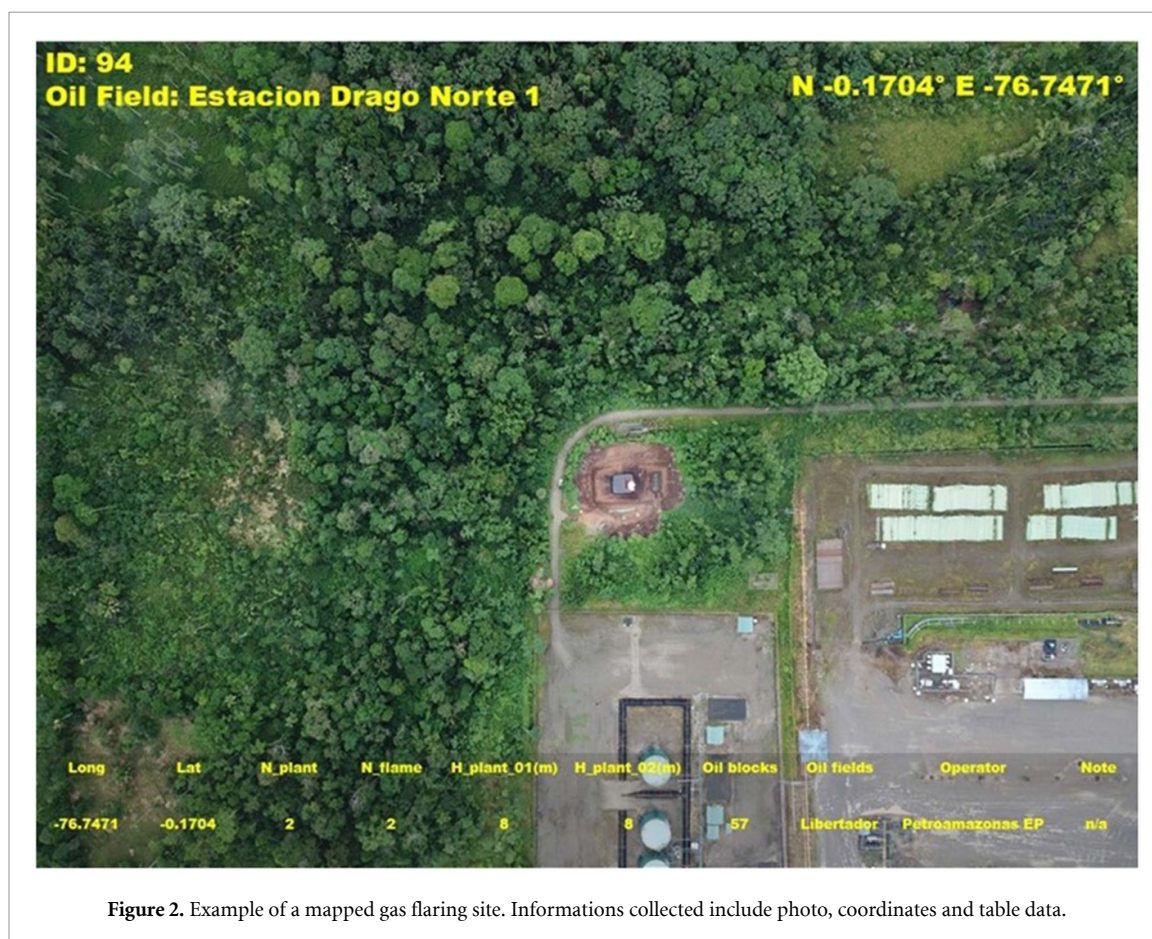 ID: 94
Oil Field: Estacion Drago Norte 1
N -0.1704° E -76.7471°
Long Lat N_plant N_flame H_plant_01(m) H_plant_02(m) Oil blocks Oil fields Operator Note
-76.7471 -0.1704 2 2 8 8 57 Libertador Petroamazonas EP n/a
Figure 2. Example of a mapped gas flaring site. Informations collected include photo, coordinates and table data.